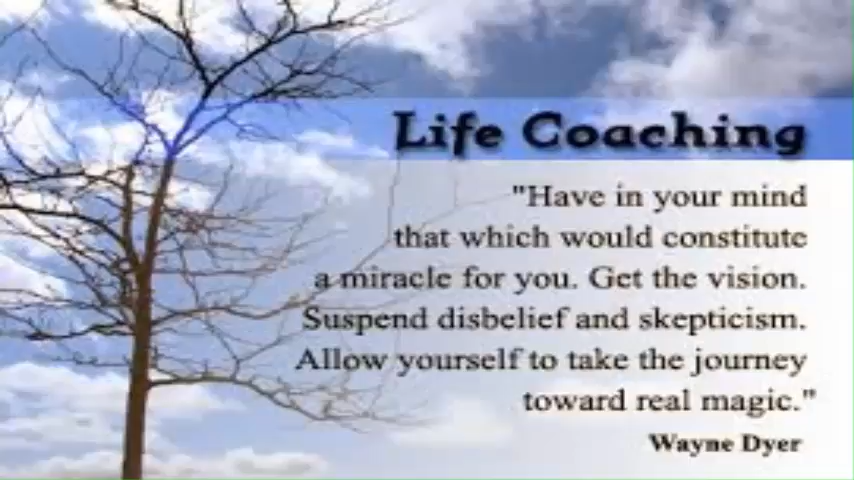 Life Coaching
"Have in your mind
that which would constitute
a miracle for you. Get the vision.
Suspend disbelief and skepticism.
Allow yourself to take the journey
toward real magic."
Wayne Dyer